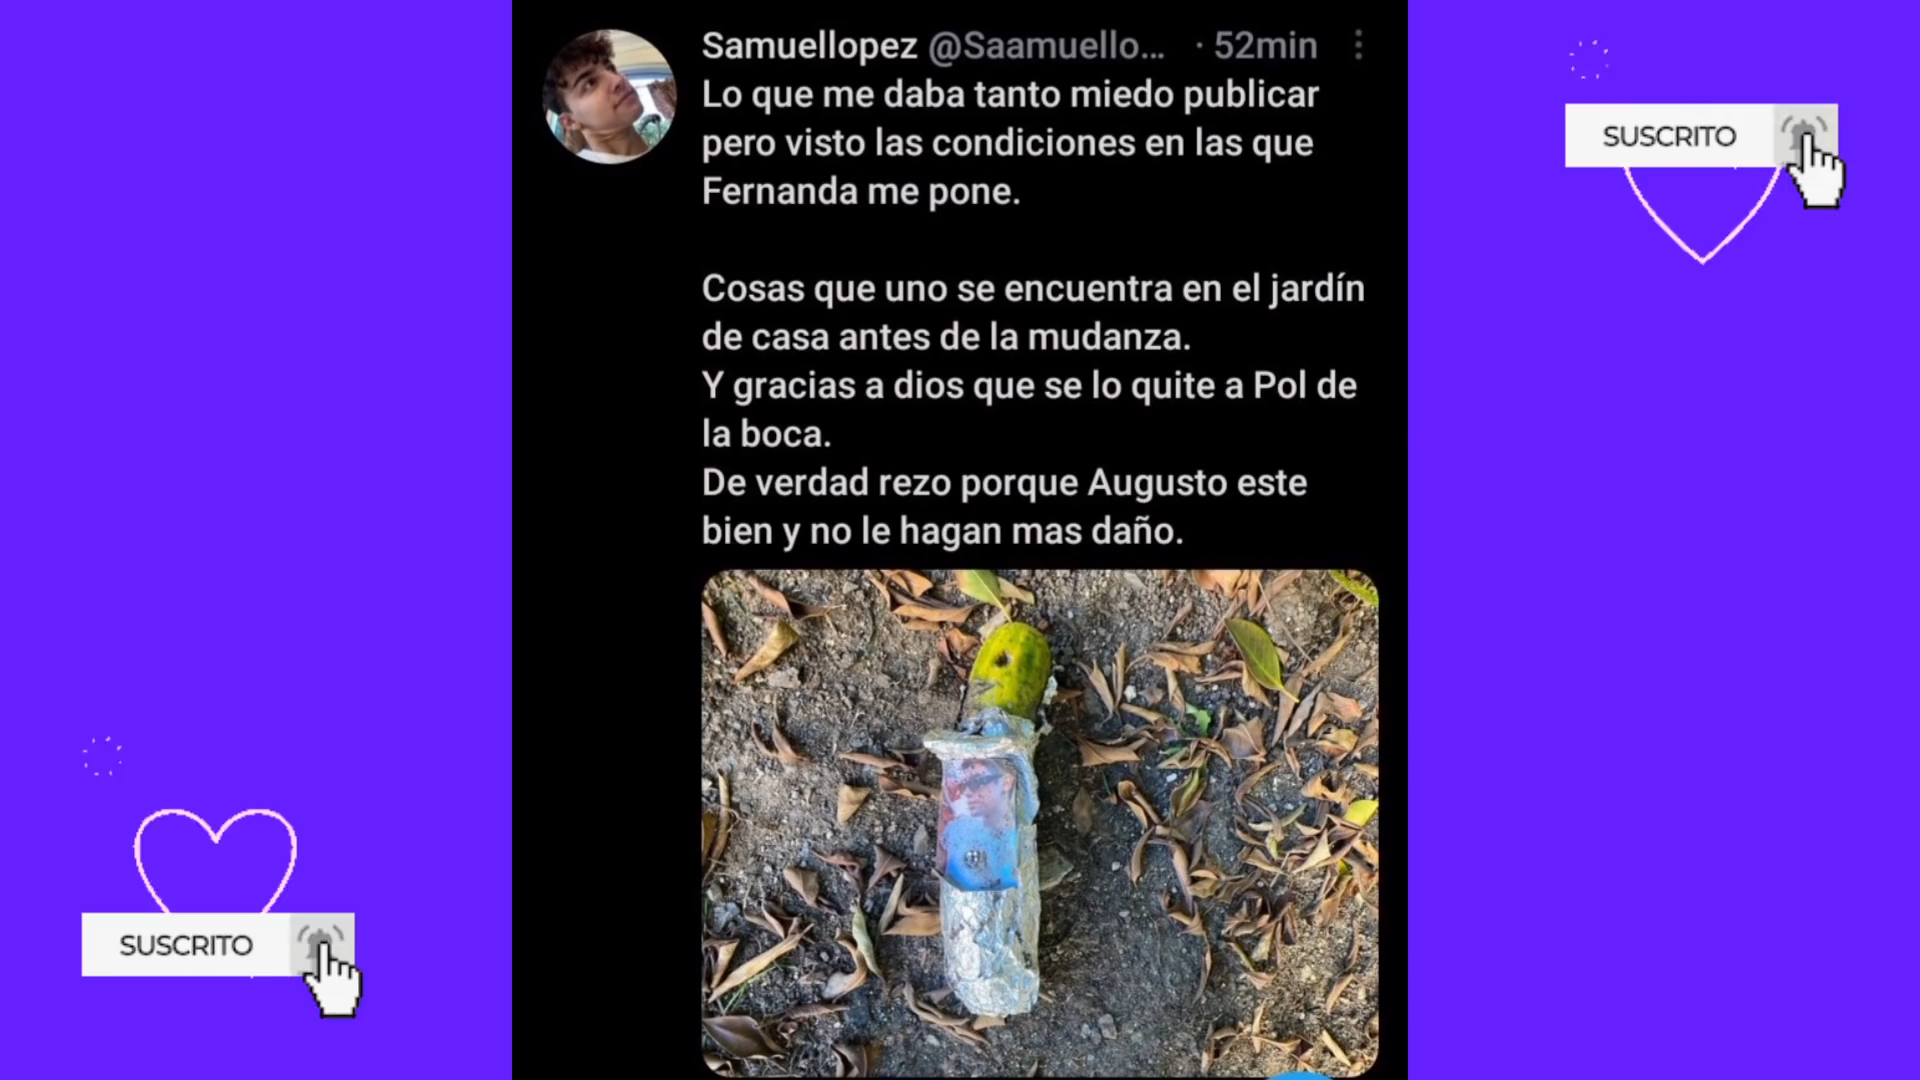 Samuellopez @Saamuello... · 52min
Lo que me daba tanto miedo publicar
pero visto las condiciones en las que
Fernanda me pone.
Cosas que uno se encuentra en el jardín
de casa antes de la mudanza.
Y gracias a dios que se lo quite a Pol de
la boca.
De verdad rezo porque Augusto este
bien y no le hagan mas daño.
SUSCRITO
SUSCRITO